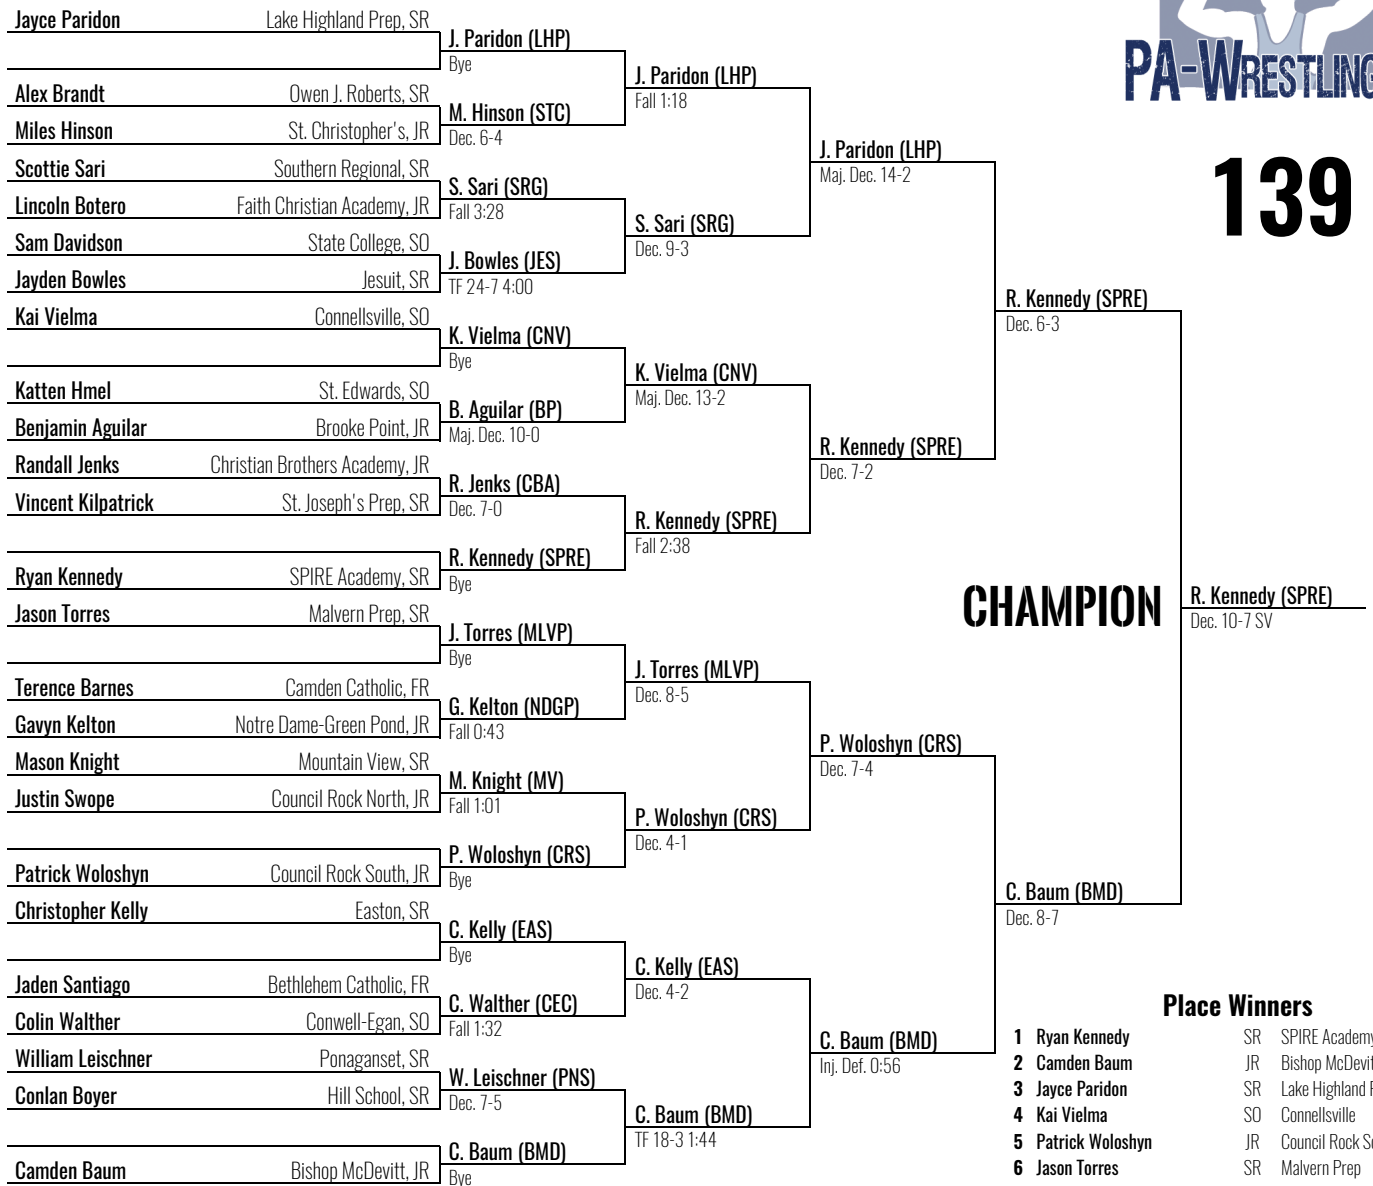 PA-WRESTLING
139
Jayce Paridon Lake Highland Prep, SR
Alex Brandt Owen J. Roberts, SR
Miles Hinson St. Christopher's, JR
Scottie Sari Southern Regional, SR
Lincoln Botero Faith Christian Academy, JR
Sam Davidson State College, SO
Jayden Bowles Jesuit, SR
Kai Vielma Connellsville, SO
Katten Hmel St. Edwards, SO
Benjamin Aguilar Brooke Point, JR
Randall Jenks Christian Brothers Academy, JR
Vincent Kilpatrick St. Joseph's Prep, SR
Ryan Kennedy SPIRE Academy, SR
Jason Torres Malvern Prep, SR
Terence Barnes Camden Catholic, FR
Gavyn Kelton Notre Dame-Green Pond, JR
Mason Knight Mountain View, SR
Justin Swope Council Rock North, JR
Patrick Woloshyn Council Rock South, JR
Christopher Kelly Easton, SR
Jaden Santiago Bethlehem Catholic, FR
Colin Walther Conwell-Egan, SO
William Leischner Ponaganset, SR
Conlan Boyer Hill School, SR
Camden Baum Bishop McDevitt, JR
J. Paridon (LHP)
Bye
M. Hinson (STC)
Dec. 6-4
S. Sari (SRG)
Fall 3:28
J. Bowles (JES)
TF 24-7 4:00
K. Vielma (CNV)
Bye
B. Aguilar (BP)
Maj. Dec. 10-0
R. Jenks (CBA)
Dec. 7-0
R. Kennedy (SPRE)
Bye
J. Torres (MLVP)
Bye
G. Kelton (NDGP)
Fall 0:43
M. Knight (MV)
Fall 1:01
P. Woloshyn (CRS)
Bye
C. Kelly (EAS)
Bye
C. Walther (CEC)
Fall 1:32
W. Leischner (PNS)
Dec. 7-5
C. Baum (BMD)
Bye
J. Paridon (LHP)
Fall 1:18
S. Sari (SRG)
Dec. 9-3
K. Vielma (CNV)
Maj. Dec. 13-2
R. Kennedy (SPRE)
Fall 2:38
J. Torres (MLVP)
Dec. 8-5
P. Woloshyn (CRS)
Dec. 4-1
C. Kelly (EAS)
Dec. 4-2
C. Baum (BMD)
TF 18-3 1:44
J. Paridon (LHP)
Maj. Dec. 14-2
R. Kennedy (SPRE)
Dec. 7-2
P. Woloshyn (CRS)
Dec. 7-4
C. Baum (BMD)
Inj. Def. 0:56
R. Kennedy (SPRE)
Dec. 6-3
C. Baum (BMD)
Dec. 8-7
CHAMPION
R. Kennedy (SPRE)
Dec. 10-7 SV
Place Winners
1 Ryan Kennedy SR SPIRE Academy
2 Camden Baum JR Bishop McDevit
3 Jayce Paridon SR Lake Highland
4 Kai Vielma SO Connellsville
5 Patrick Woloshyn JR Council Rock
6 Jason Torres SR Malvern Prep